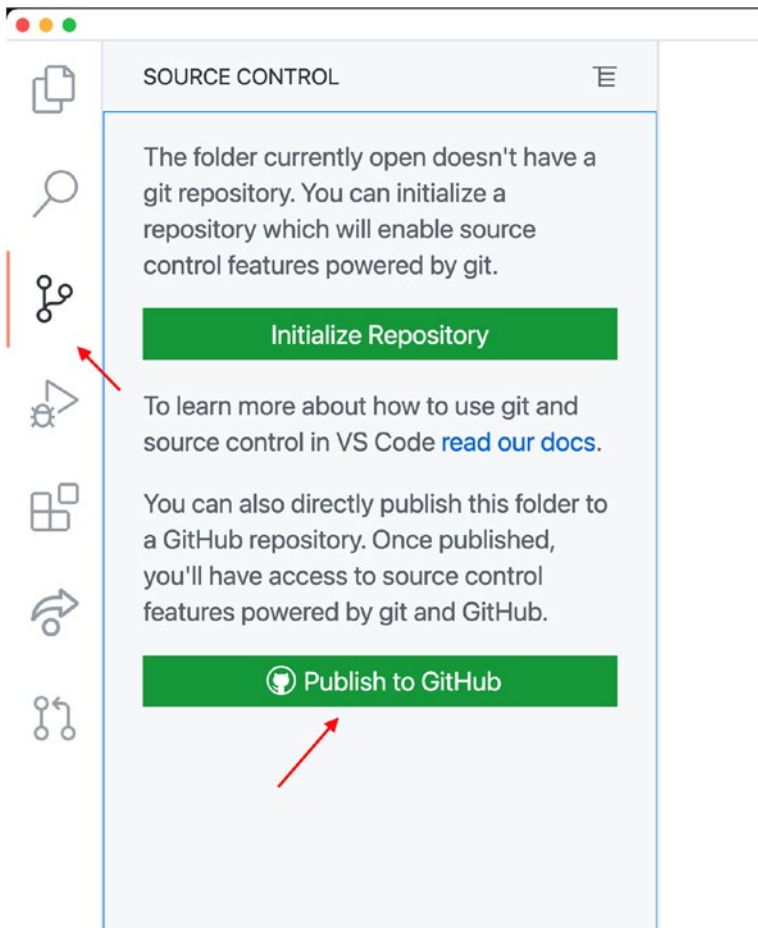 SOURCE CONTROL
The folder currently open doesn't have a
git repository. You can initialize a
repository which will enable source
control features powered by git.
Initialize Repository
To learn more about how to use git and
source control in VS Code read our docs.
You can also directly publish this folder to
a GitHub repository. Once published,
you'll have access to source control
features powered by git and GitHub.
Publish to GitHub